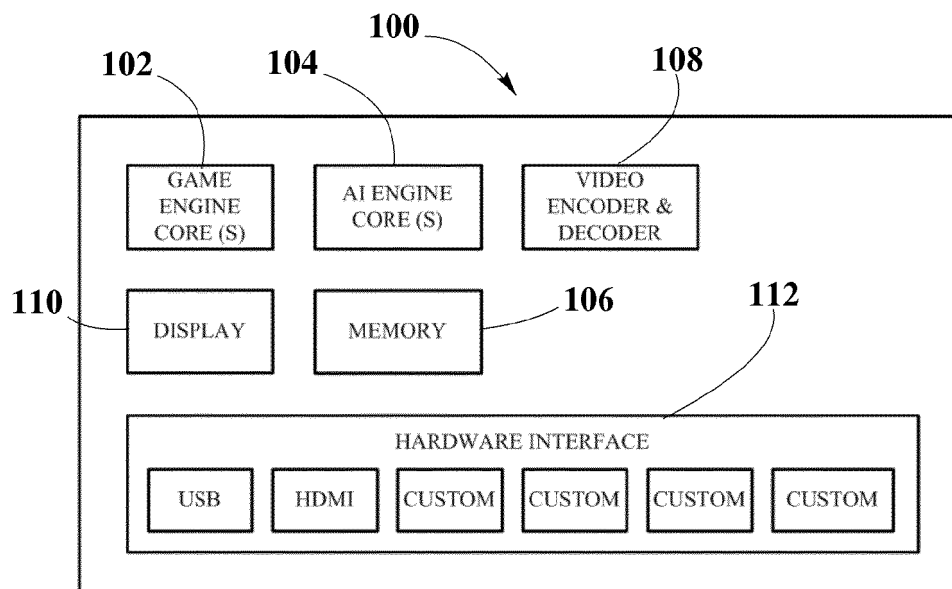 100
102
104
108
GAME
ENGINE
CORE (S)
AI ENGINE
CORE (S)
VIDEO
ENCODER &
DECODER
110
106
112
DISPLAY
MEMORY
HARDWARE INTERFACE
USB
HDMI
CUSTOM
CUSTOM
CUSTOM
CUSTOM